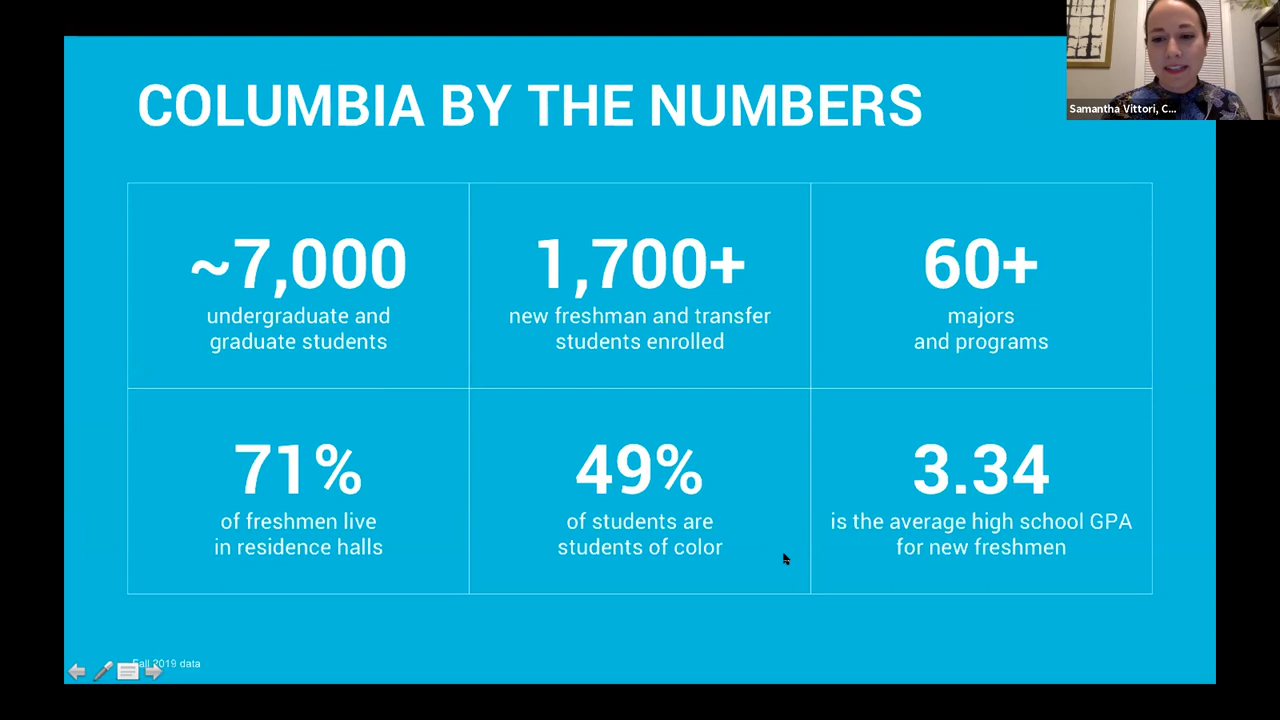 COLUMBIA BY THE NUMBERS
Samantha Vittori, C...
~7,000
undergraduate and
graduate students
1,700+
new freshman and transfer
students enrolled
60+
majors
and programs
71%
of freshmen live
in residence halls
49%
of students are
students of color
3.34
is the average high school GPA
for new freshmen
Fall 2019 data